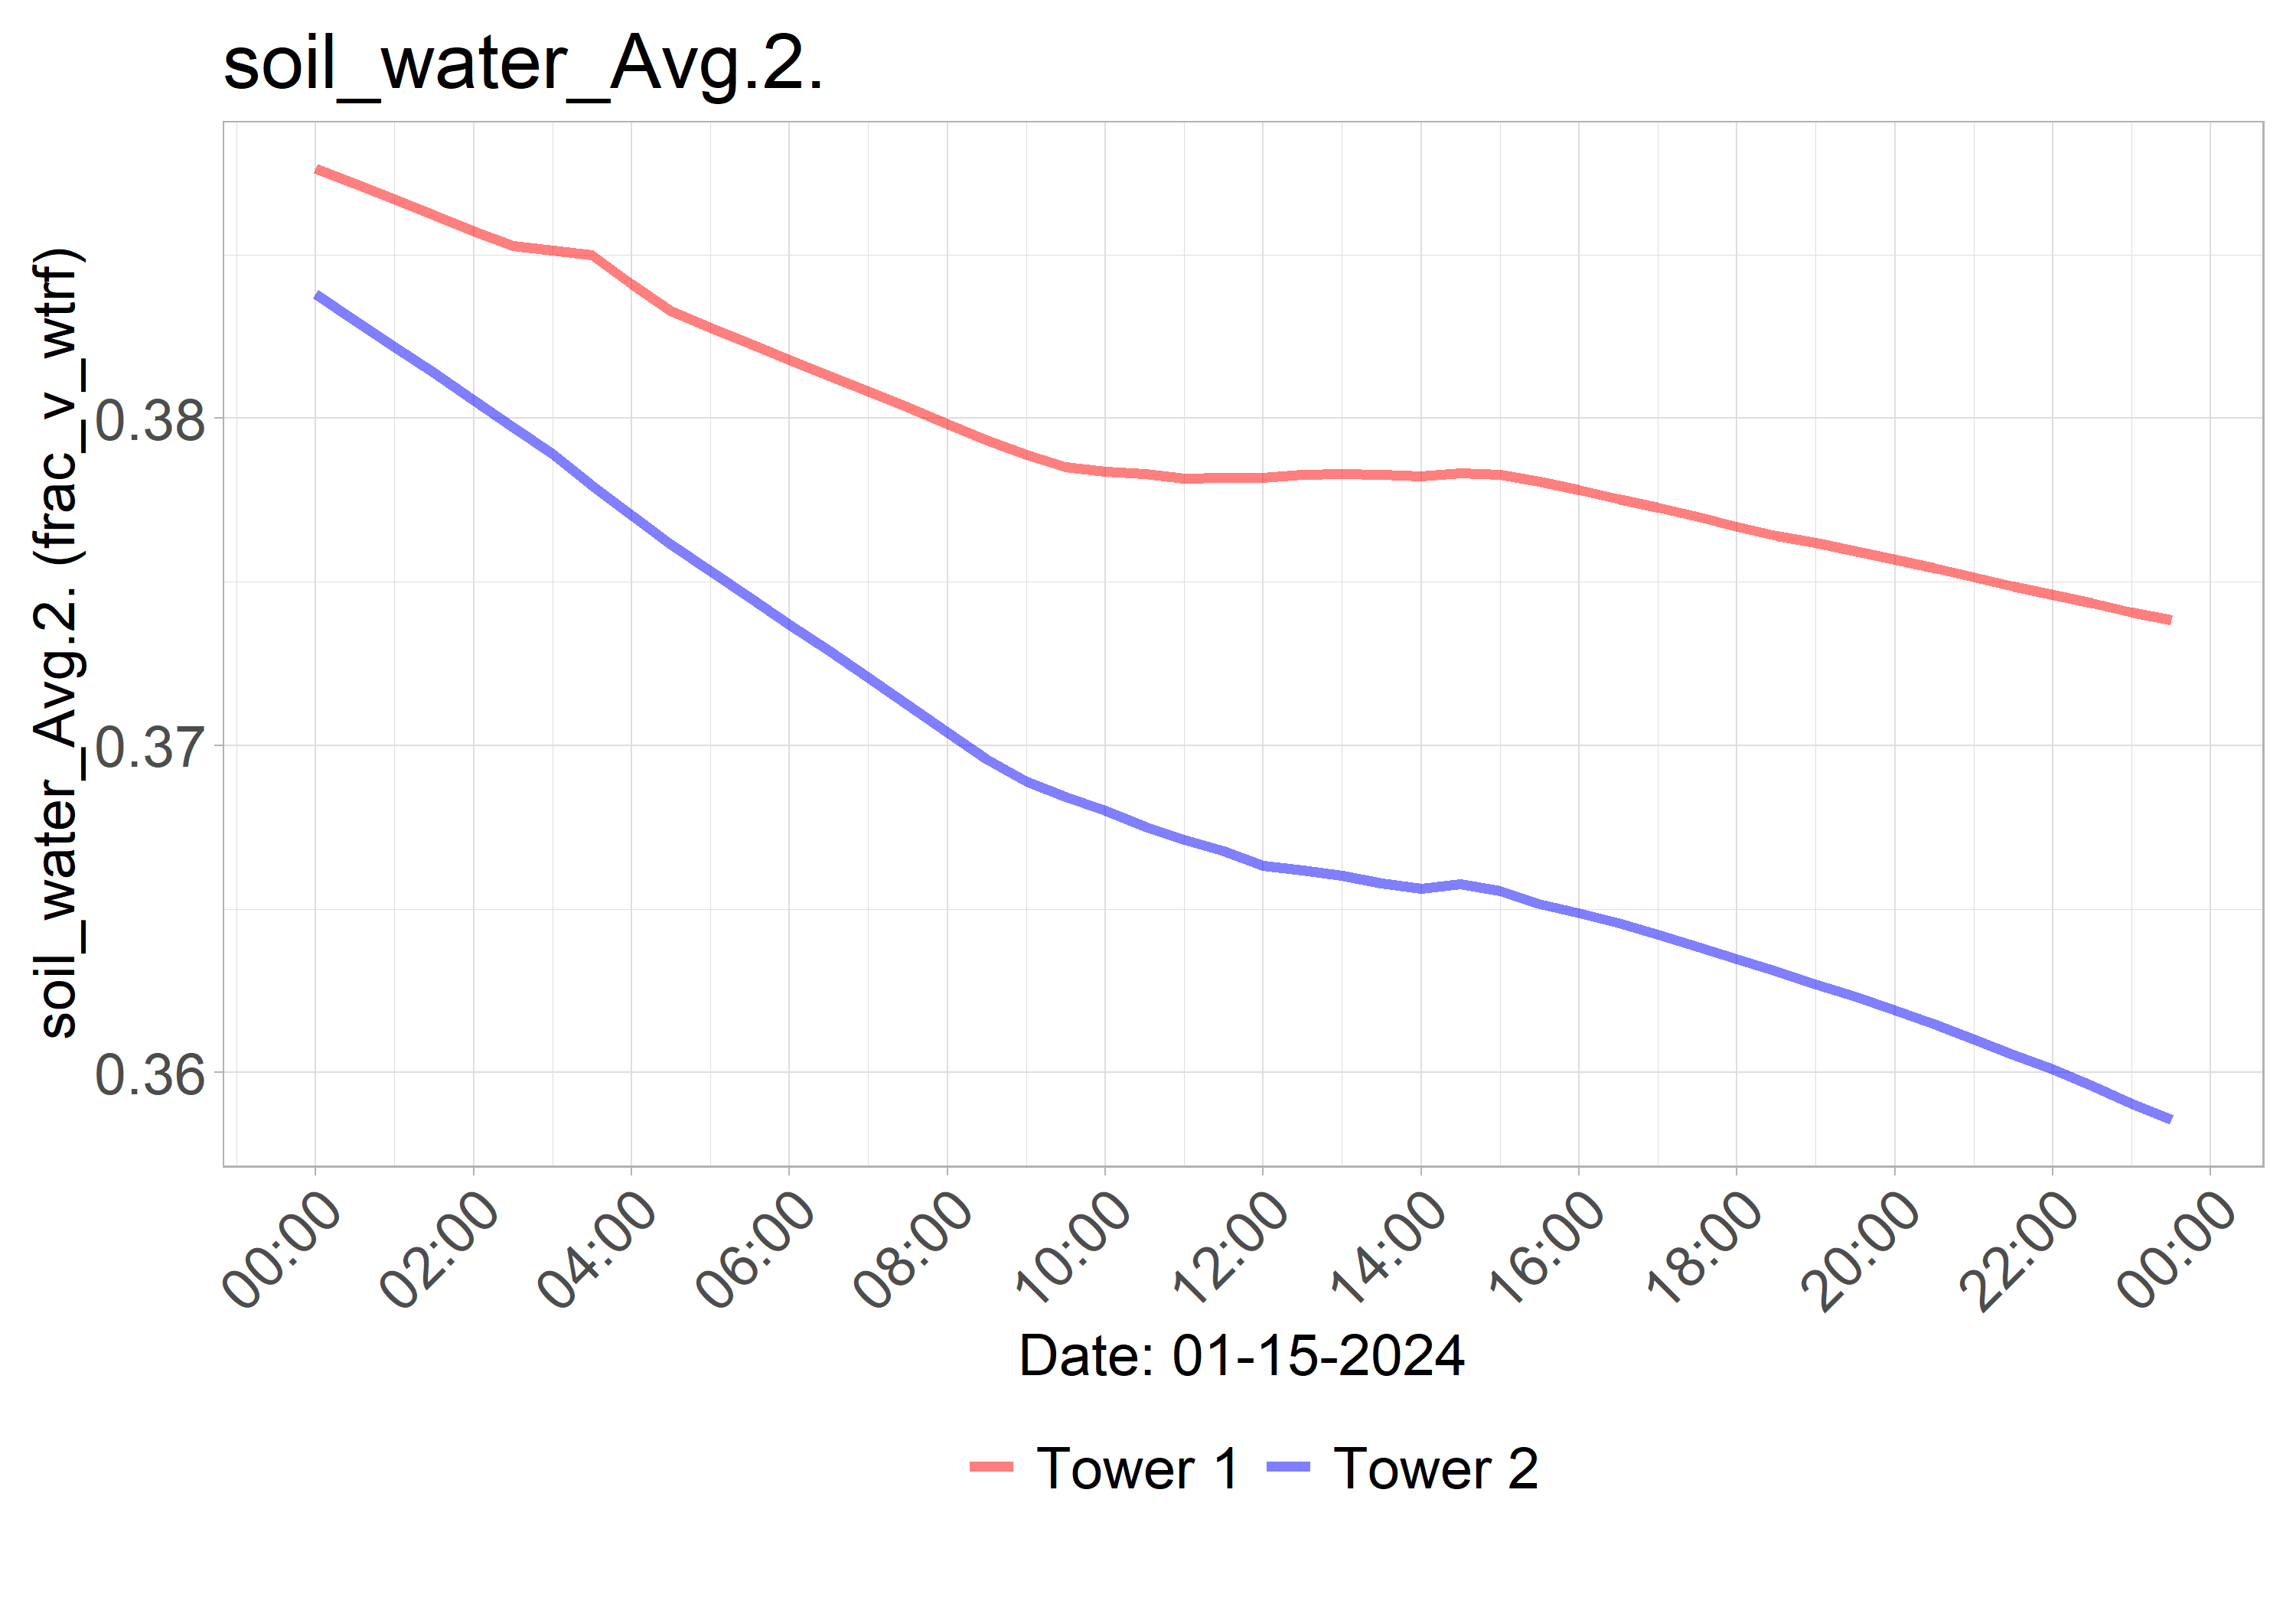 soil_water_Avg.2.
soil_water_Avg.2. (frac_v_wtrf)
0.38
0.37
0.36
00:00 02:00 04:00 06:00 08:00 10:00 12:00 14:00 16:00 18:00 20:00 22:00 00:00
Date: 01-15-2024
Tower 1 Tower 2